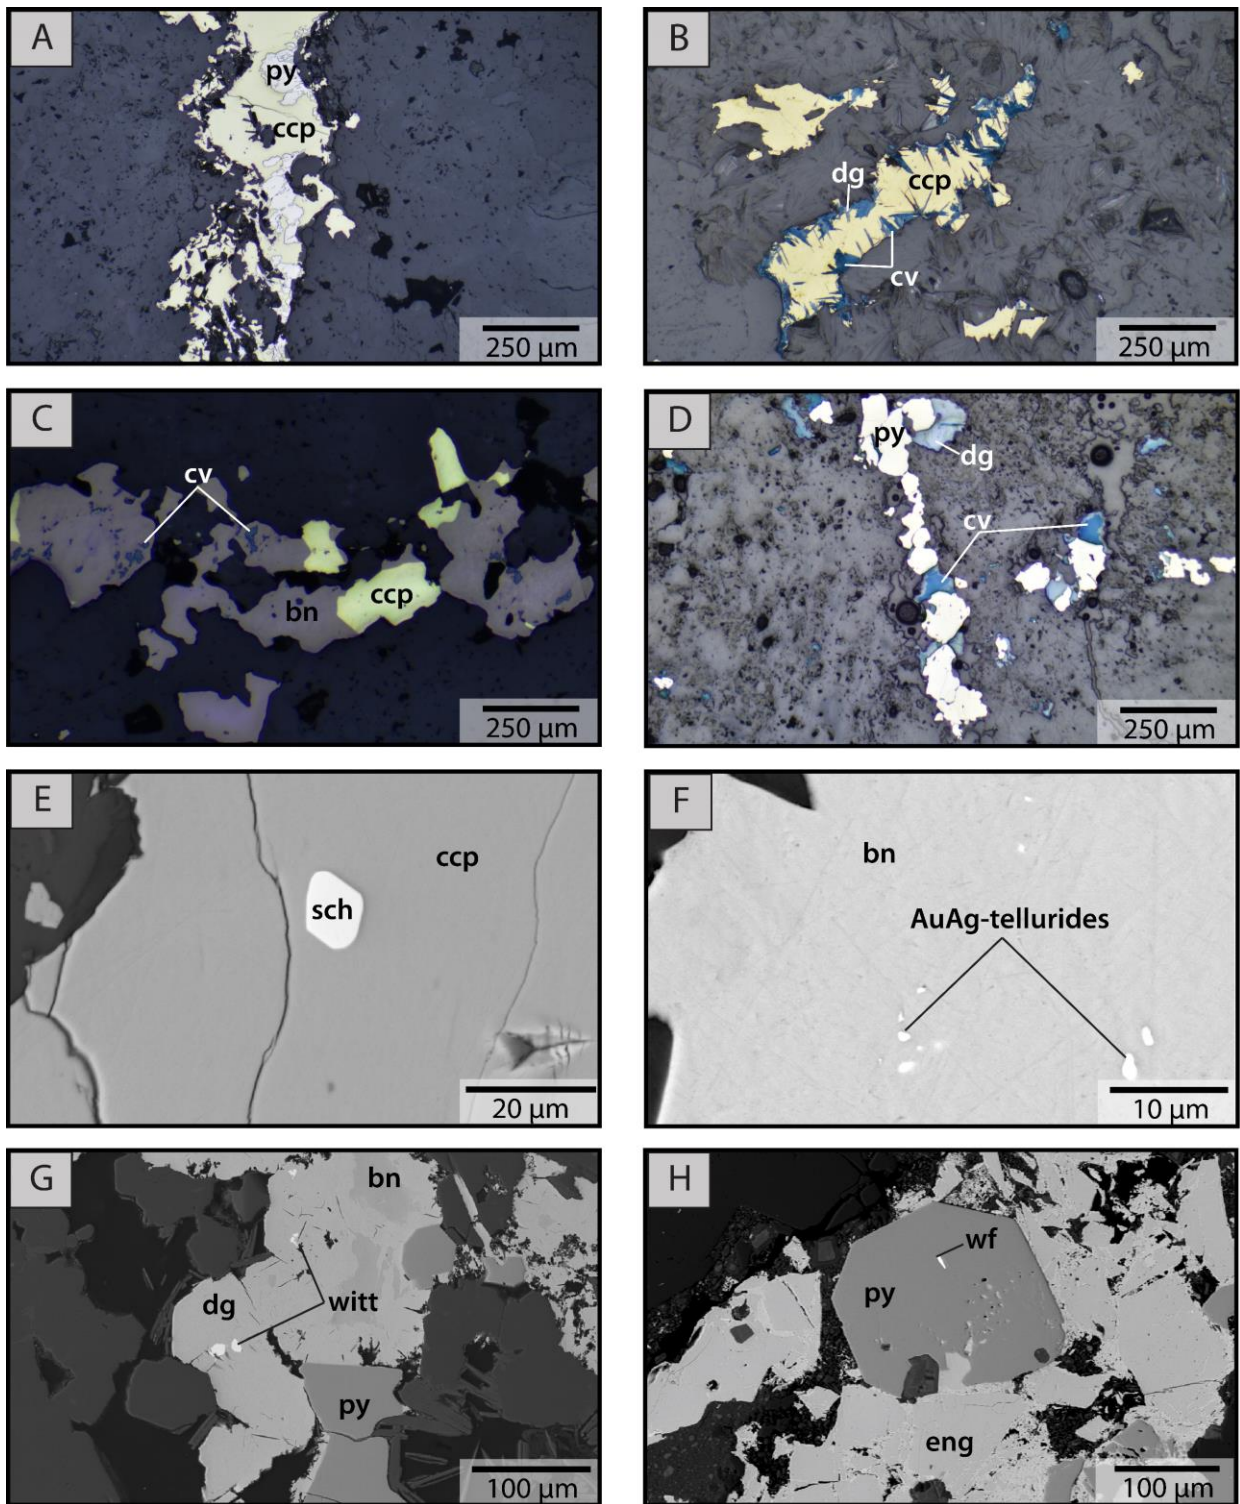 A
py
ccp
250 µm
B
dg
ccp
cv
250 µm
C
cv
bn
ccp
250 µm
D
py
dg
cv
250 µm
E
ccp
sch
20 µm
F
bn
AuAg-tellurides
10 µm
G
bn
dg
witt
py
100 µm
H
wf
py
eng
100 µm